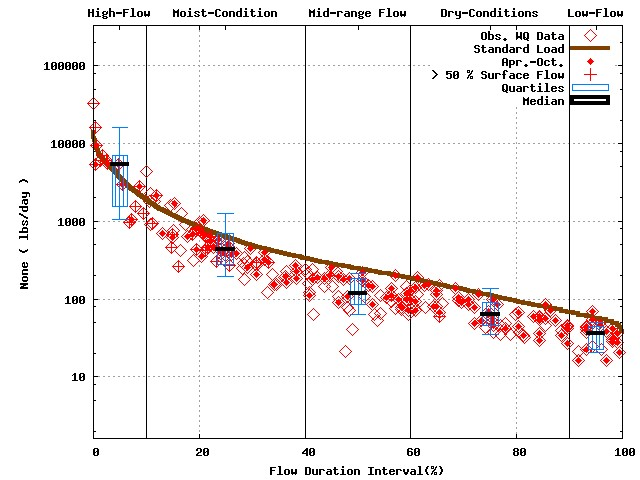 High-Flow Moist-Condition Mid-range Flow Dry-Conditions Low-Flow
Obs. WQ Data
Standard Load
Apr.-Oct.
> 50 % Surface Flow
Quartiles
Median
100000
10000
1000
100
10
None ( lbs/day )
0 20 40 60 80 100
Flow Duration Interval(%)